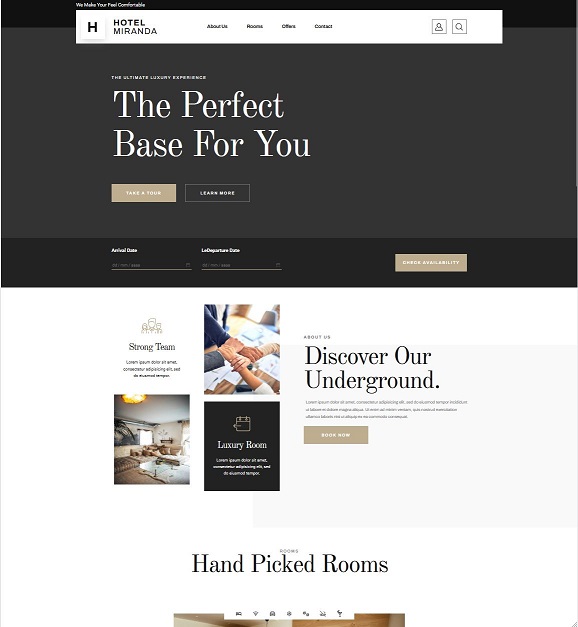 We Make Your Feel Comfortable
H
HOTEL
MIRANDA
About Us
Rooms
Offers
Contact
THE ULTIMATE LUXURY EXPERIENCE
The Perfect
Base For You
TAKE A TOUR
LEARN MORE
Arrival Date
LeDeparture Date
dd / mm / aaaa
dd / mm / aaaa
CHECK AVAILABILITY
Strong Team
Lorem ipsum dolor sit amet,
consectetur adipiscing elit, sed
do eiusmod tempor.
Luxury Room
Lorem ipsum dolor sit amet,
consectetur adipiscing elit, sed
do eiusmod tempor.
ABOUT US
Discover Our
Underground.
Lorem ipsum dolor sit amet, consectetur adipiscing elit, sed do eiusmod tempor incididunt
ut labore et dolore magna aliqua. Ut enim ad minim veniam, quis nostrud exercitation
ullamco laboris nisi ut aliquip ex ea commodo consequat.
BOOK NOW
ROOMS
Hand Picked Rooms